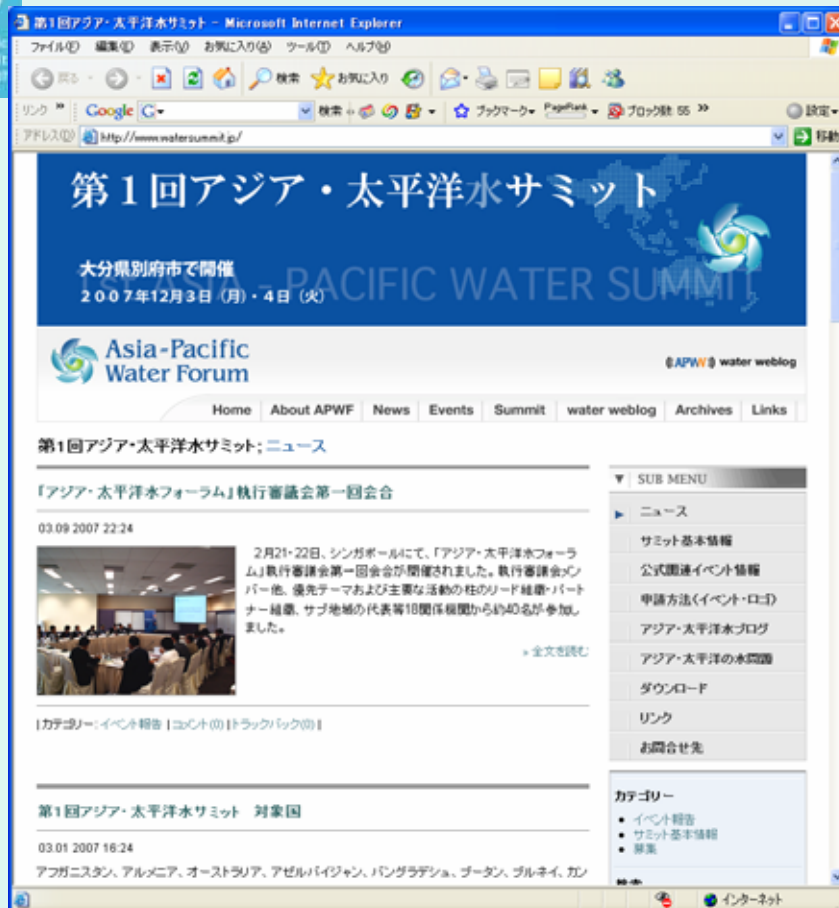 第1回アジア・太平洋水サミット - Microsoft Internet Explorer
ファイル(F) 編集(E) 表示(V) お気に入り(A) ツール(T) ヘルプ(H)
戻る 検索 お気に入り
リンク » Google G 検索 ブックマーク PageRank ブロック数 55 » 設定
アドレス(D) http://www.watersummit.jp/ 移動
第1回アジア・太平洋水サミット
大分県別府市で開催
1st ASIA - PACIFIC WATER SUMMIT
2007年12月3日（月）・4日（火）
Asia-Pacific
Water Forum
((APWF)) water weblog
Home About APWF News Events Summit water weblog Archives Links
第1回アジア・太平洋水サミット; ニュース
「アジア・太平洋水フォーラム」執行審議会第一回会合
03.09 2007 22:24
2月21・22日、シンガポールにて、「アジア・太平洋水フォーラ
ム」執行審議会第一回会合が開催されました。執行審議会メン
バー他、優先テーマおよび主要な活動の柱のリード組織・パート
ナー組織、サブ地域の代表等18関係機関から約40名が参加し
ました。
» 全文を読む
| カテゴリー: イベント報告 | コメント(0) | トラックバック(0) |
第1回アジア・太平洋水サミット 対象国
03.01 2007 16:24
アフガニスタン、アルメニア、オーストラリア、アゼルバイジャン、バングラデシュ、ブータン、ブルネイ、カン
▼ SUB MENU
ニュース
サミット基本情報
公式関連イベント情報
申請方法(イベント・ロゴ)
アジア・太平洋水ブログ
アジア・太平洋の水問題
ダウンロード
リンク
お問合せ先
カテゴリー
• イベント報告
• サミット基本情報
• 募集
インターネット